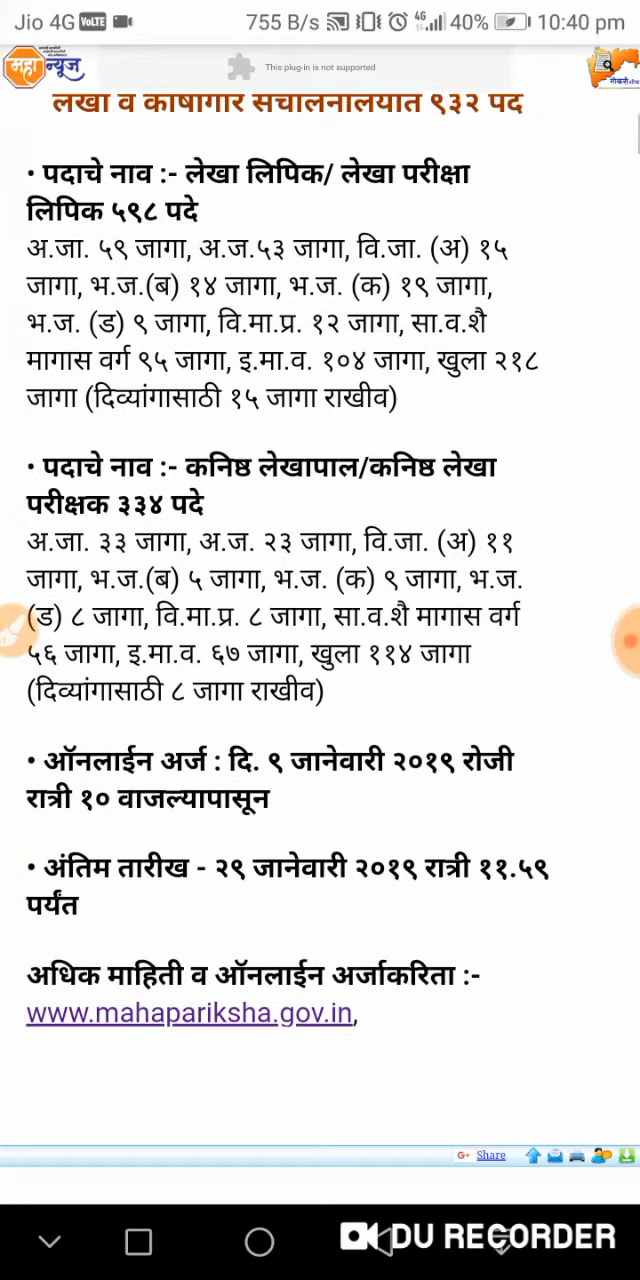 Jio 4G VoLTE 755 B/s 4G 40% 10:40 pm
महा न्यूज
This plug-in is not supported
नोकरी
लेखा व कोषागार संचालनालयात ९३२ पदे
• पदाचे नाव :- लेखा लिपिक/ लेखा परीक्षा
लिपिक ५९८ पदे
अ.जा. ५९ जागा, अ.ज.५३ जागा, वि.जा. (अ) १५
जागा, भ.ज.(ब) १४ जागा, भ.ज. (क) १९ जागा,
भ.ज. (ड) ९ जागा, वि.मा.प्र. १२ जागा, सा.व.शै
मागास वर्ग ९५ जागा, इ.मा.व. १०४ जागा, खुला २१८
जागा (दिव्यांगासाठी १५ जागा राखीव)
• पदाचे नाव :- कनिष्ठ लेखापाल/कनिष्ठ लेखा
परीक्षक ३३४ पदे
अ.जा. ३३ जागा, अ.ज. २३ जागा, वि.जा. (अ) ११
जागा, भ.ज.(ब) ५ जागा, भ.ज. (क) ९ जागा, भ.ज.
(ड) ८ जागा, वि.मा.प्र. ८ जागा, सा.व.शै मागास वर्ग
५६ जागा, इ.मा.व. ६७ जागा, खुला ११४ जागा
(दिव्यांगासाठी ८ जागा राखीव)
• ऑनलाईन अर्ज : दि. ९ जानेवारी २०१९ रोजी
रात्री १० वाजल्यापासून
• अंतिम तारीख - २९ जानेवारी २०१९ रात्री ११.५९
पर्यंत
अधिक माहिती व ऑनलाईन अर्जाकरिता :-
www.mahapariksha.gov.in,
G+ Share
DU RECORDER